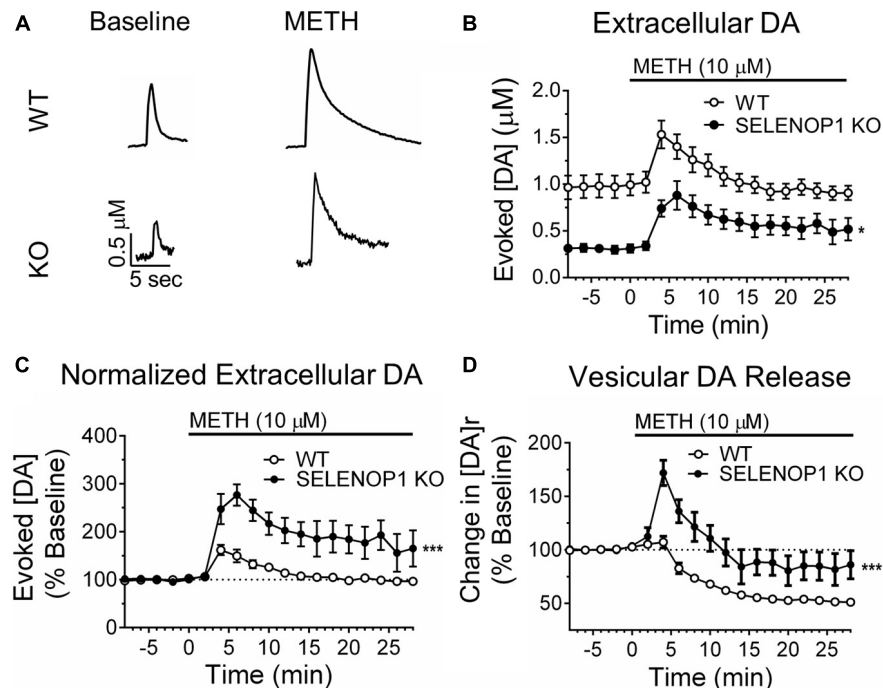 A
Baseline
METH
WT
KO
0.5 μM
5 sec
B
Extracellular DA
METH (10 μM)
WT
SELENOP1 KO
Evoked [DA] (μM)
2.0
1.5
1.0
0.5
0.0
*
-5 0 5 10 15 20 25
Time (min)
C
Normalized Extracellular DA
METH (10 μM)
WT
SELENOP1 KO
Evoked [DA]
(% Baseline)
400
300
200
100
0
***
-5 0 5 10 15 20 25
Time (min)
D
Vesicular DA Release
METH (10 μM)
WT
SELENOP1 KO
Change in [DA]r
(% Baseline)
200
150
100
50
***
-5 0 5 10 15 20 25
Time (min)